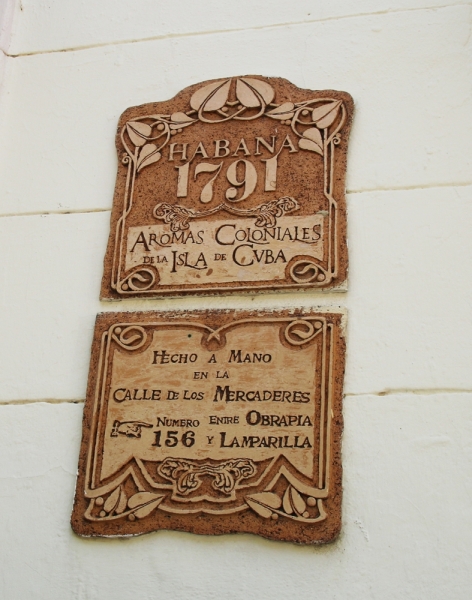 HABANA
1791
AROMAS COLONIALES
DE LA ISLA DE CVBA
HECHO A MANO
EN LA
CALLE DE LOS MERCADERES
NUMERO ENTRE OBRAPIA
156 Y LAMPARILLA